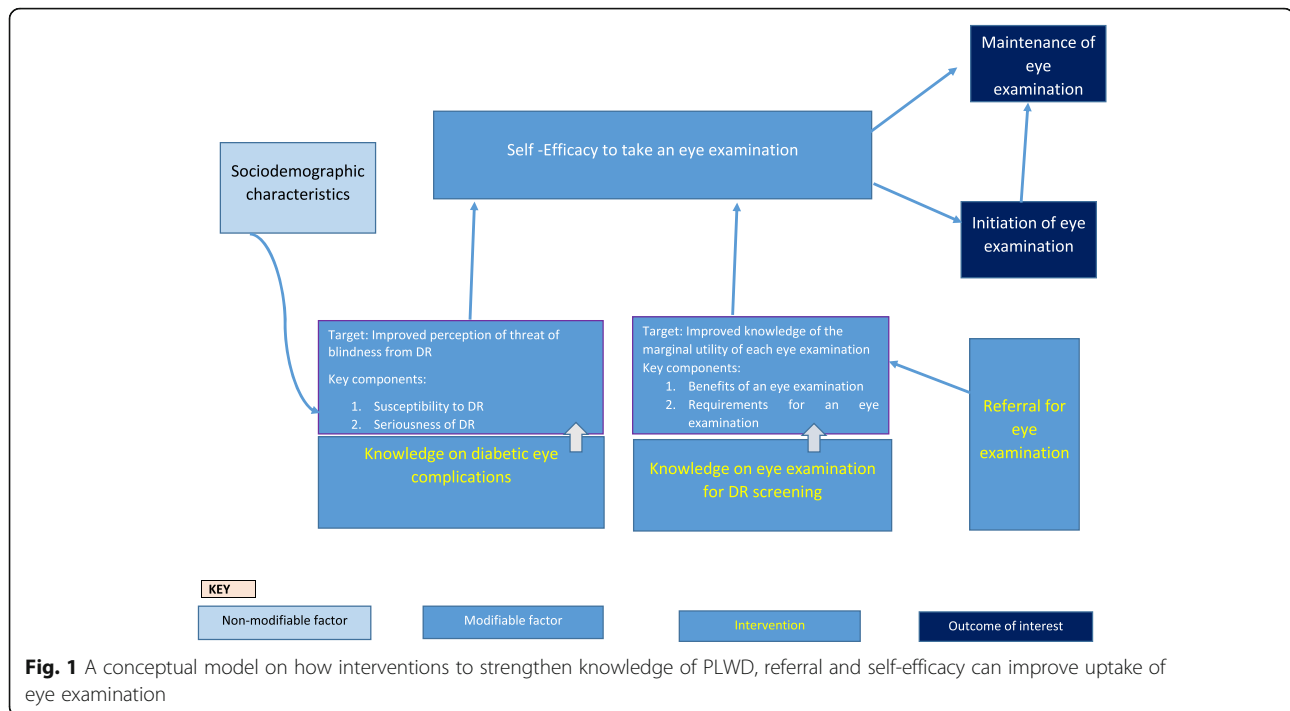 Maintenance of
eye
examination
Self -Efficacy to take an eye examination
Sociodemographic
characteristics
Initiation of eye
examination
Target: Improved perception of threat of
blindness from DR
Key components:
1. Susceptibility to DR
2. Seriousness of DR
Knowledge on diabetic eye
complications
Target: Improved knowledge of the
marginal utility of each eye examination
Key components:
1. Benefits of an eye examination
2. Requirements for an eye
examination
Knowledge on eye examination
for DR screening
Referral for
eye
examination
KEY
Non-modifiable factor
Modifiable factor
Intervention
Outcome of interest
Fig. 1 A conceptual model on how interventions to strengthen knowledge of PLWD, referral and self-efficacy can improve uptake of
eye examination